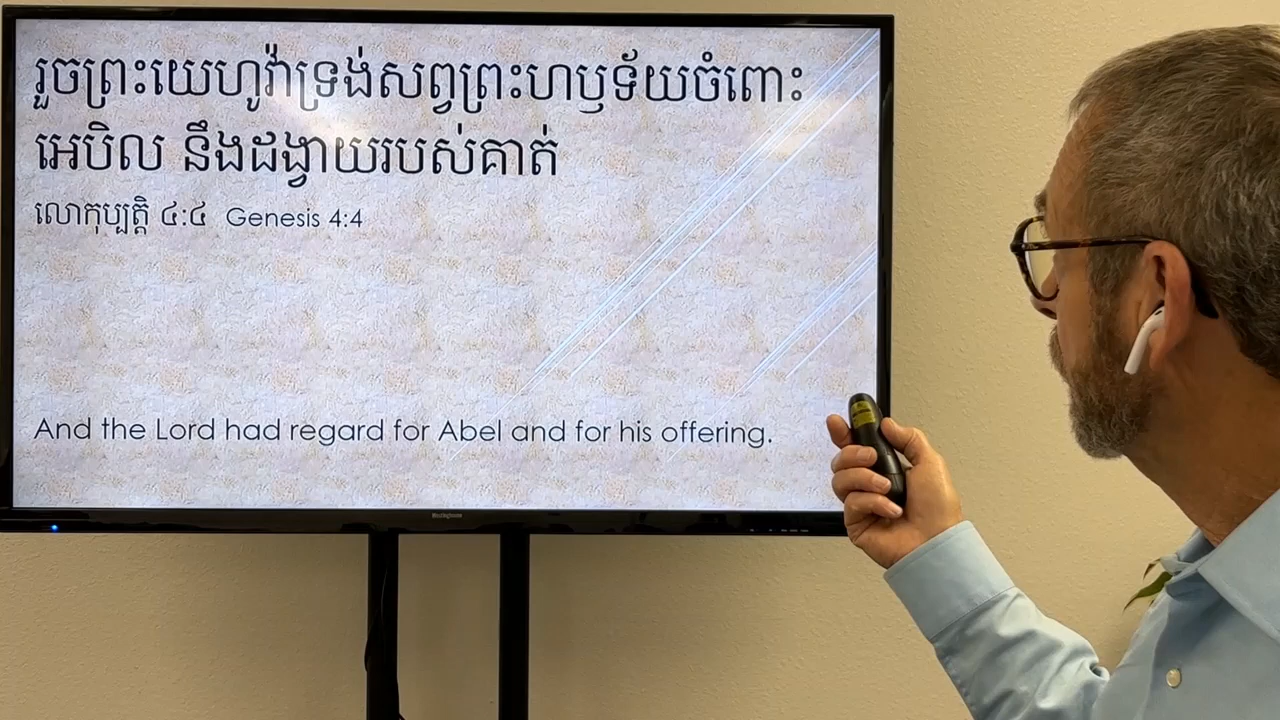 រួចព្រះយេហូវ៉ាទ្រង់សព្វព្រះហឫទ័យចំពោះ
អេបិល នឹងដង្វាយរបស់គាត់
លោកុប្បត្តិ ៤:៤ Genesis 4:4
And the Lord had regard for Abel and for his offering.
Westinghouse